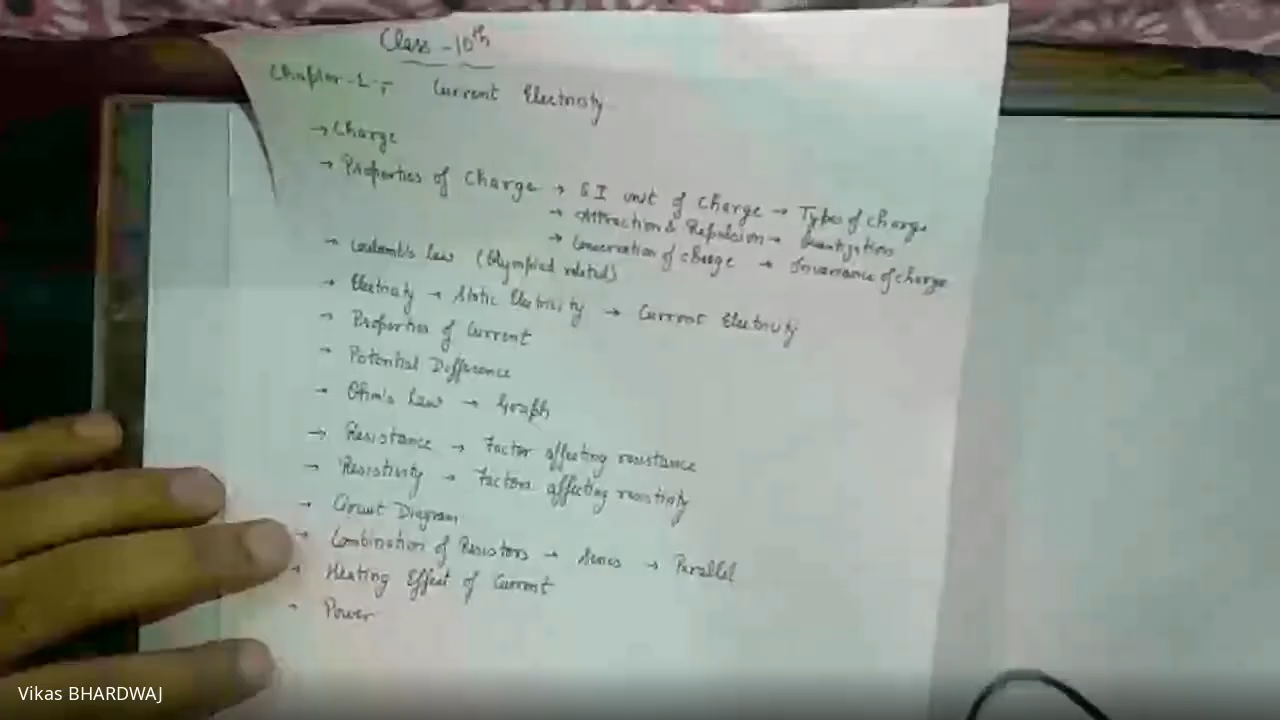 Class -10th
Chapter-1:- Current Electricity.
→ Charge
→ Properties of Charge → S I unit of Charge → Types of charge
→ Attraction & Repulsion → Quantization
→ Conservation of charge → Invariance of charge
→ Coulomb's law (Olympiad related)
→ Electricity → Static Electricity → Current Electricity
→ Properties of Current
→ Potential Difference
→ Ohm's Law → Graph
→ Resistance → Factor affecting resistance
→ Resistivity → Factors affecting resistivity
→ Circuit Diagram
→ Combination of Resistors → Series → Parallel
→ Heating Effect of Current
→ Power
Vikas BHARDWAJ